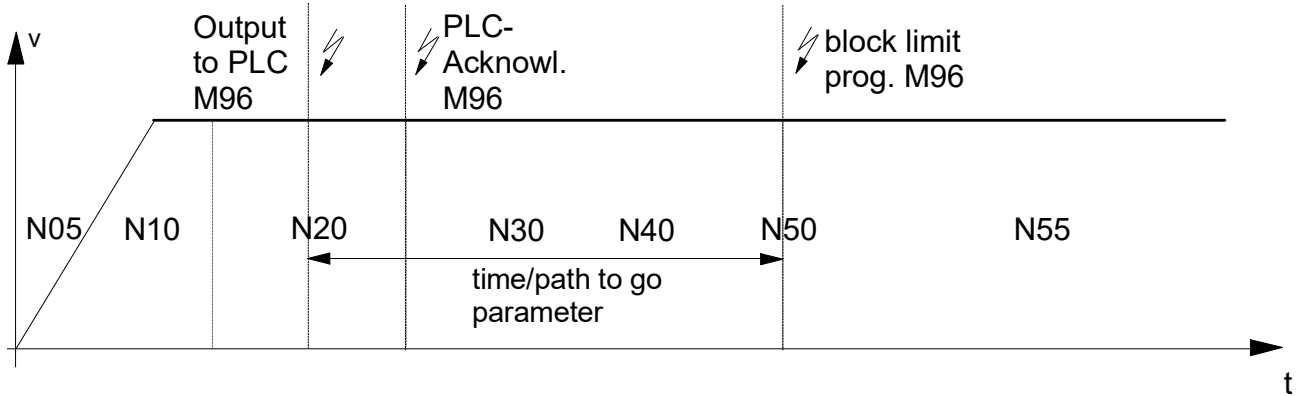 v
Output
to PLC
M96
PLC-
Acknowl.
M96
block limit
prog. M96
N05
N10
N20
N30
N40
N50
N55
time/path to go
parameter
t